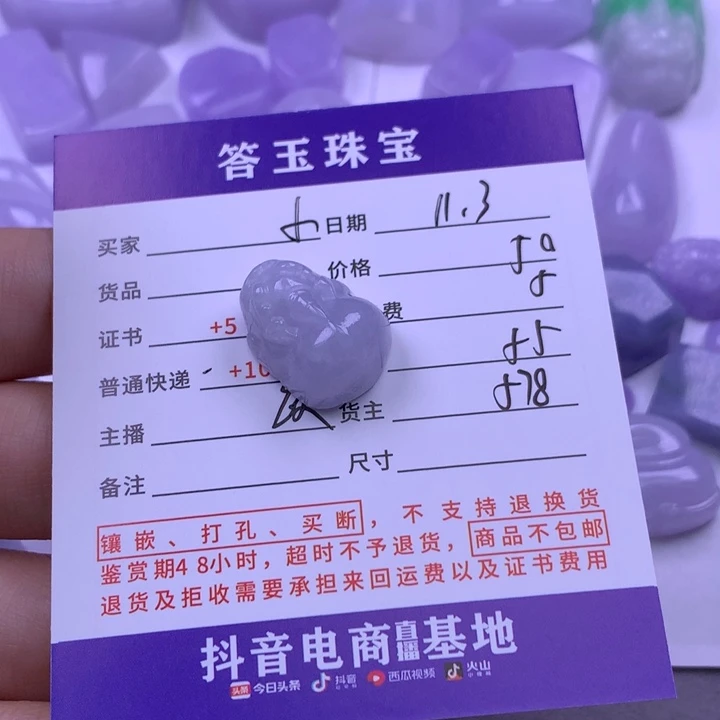 答玉珠宝
买家 日期 11.3
货品 价格 50
证书 +5 费
普通快递 +10
主播 货主
备注 尺寸
镶嵌、打孔、买断，不支持退换货
鉴赏期48小时，超时不予退货，商品不包邮
退货及拒收需要承担来回运费以及证书费用
抖音电商直播基地
头条 今日头条 抖音 西瓜视频 火山